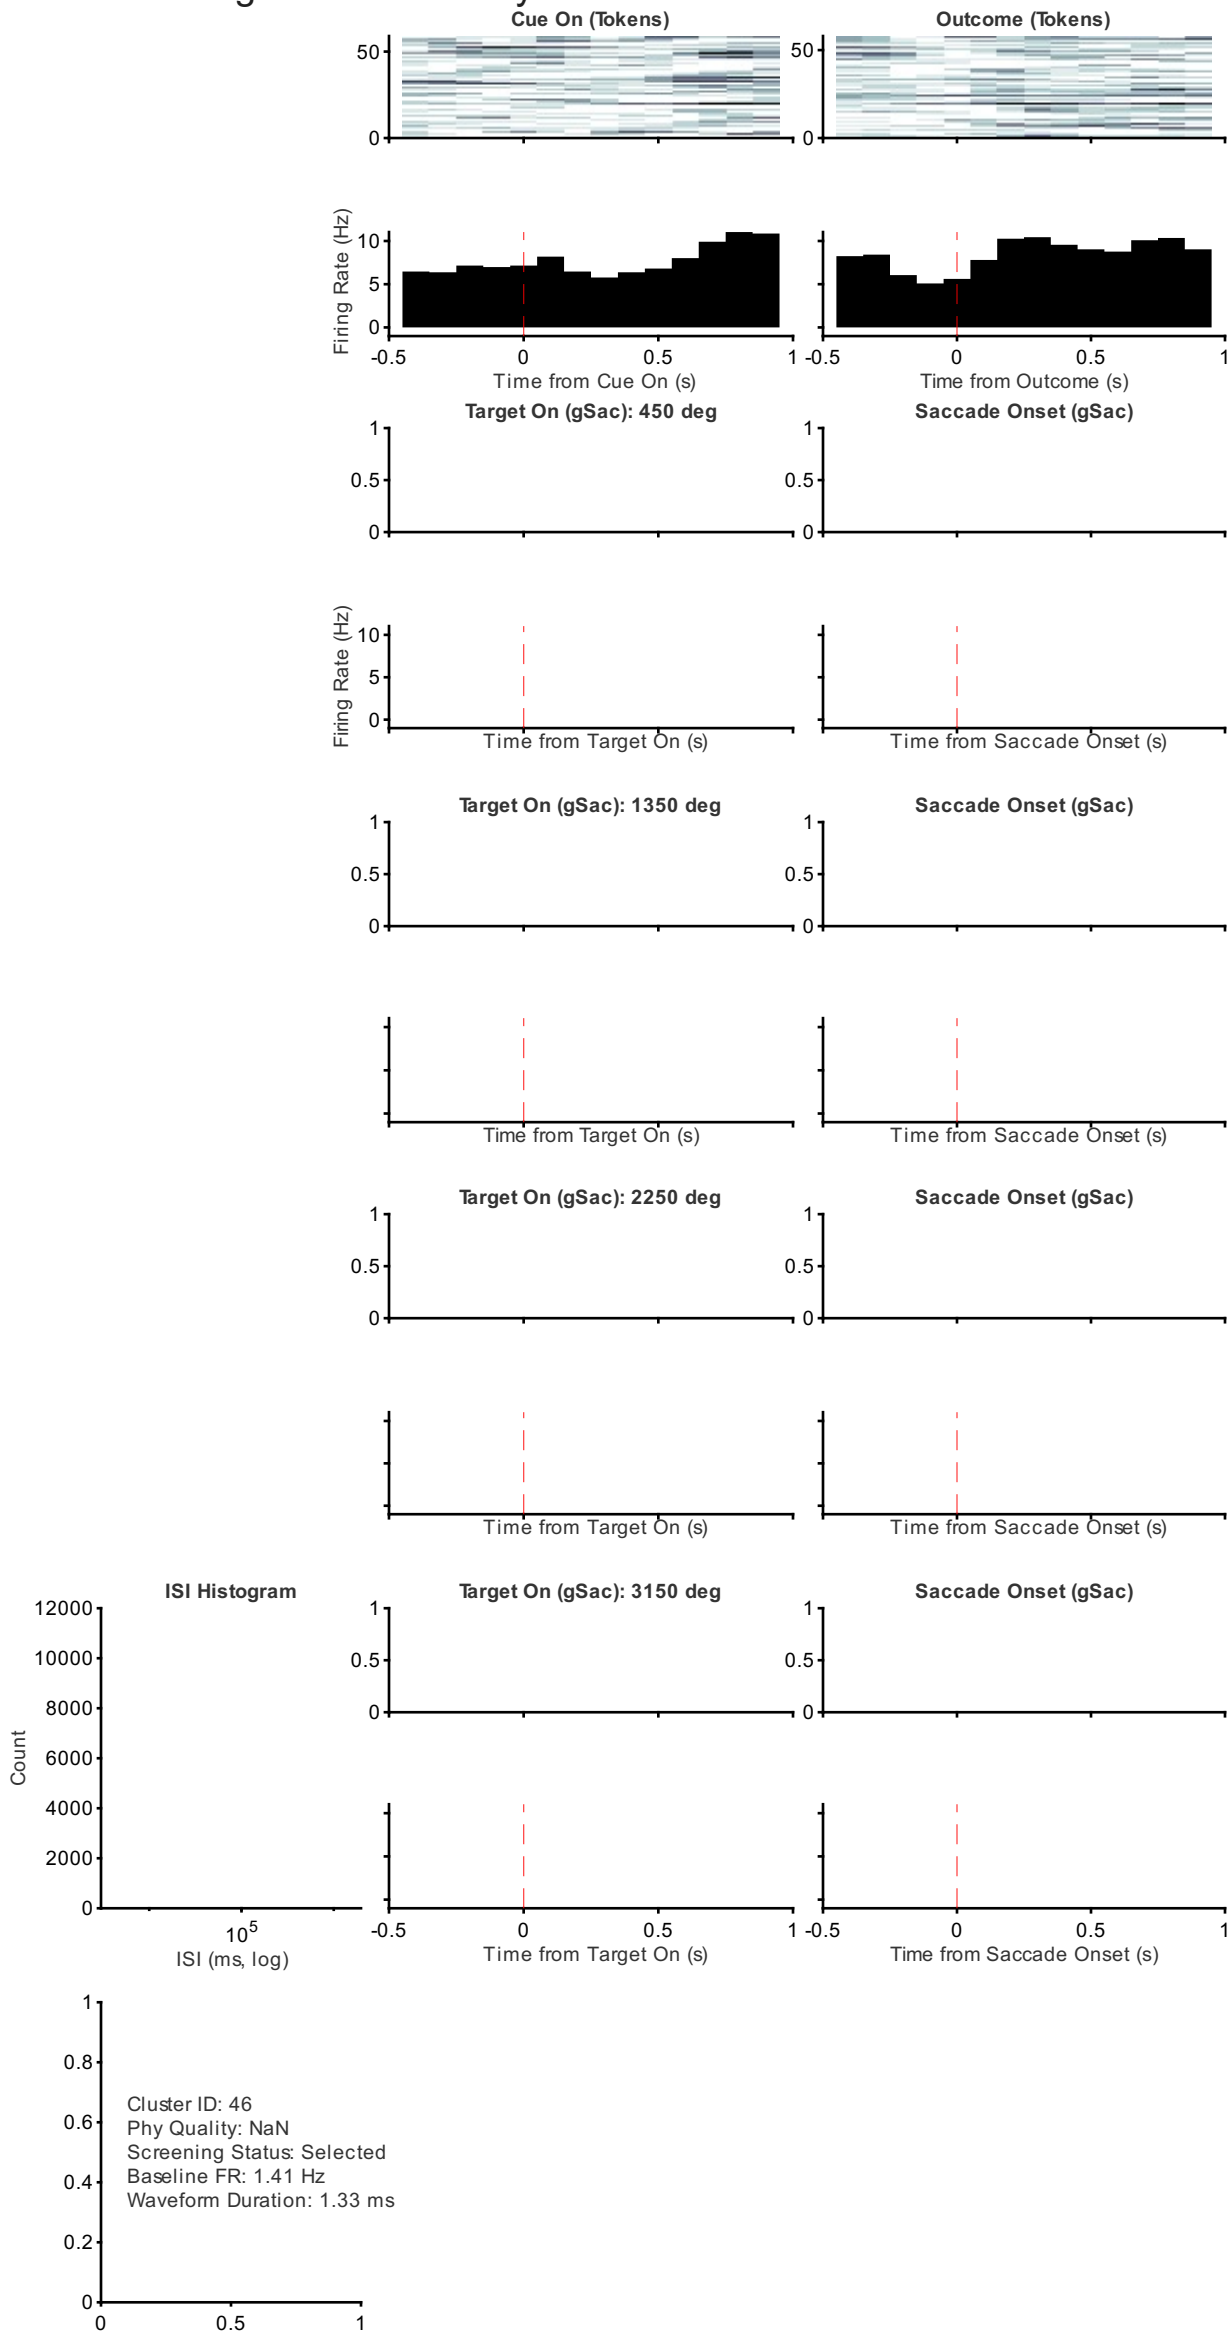 Cue On (Tokens) Outcome (Tokens)
50 50
0 0
Firing Rate (Hz)
10
5
0
-0.5 0 0.5 1 -0.5 0 0.5 1
Time from Cue On (s) Time from Outcome (s)
Target On (gSac): 450 deg Saccade Onset (gSac)
1 1
0.5 0.5
0 0
Firing Rate (Hz)
10
5
0
Time from Target On (s) Time from Saccade Onset (s)
Target On (gSac): 1350 deg Saccade Onset (gSac)
1 1
0.5 0.5
0 0
Time from Target On (s) Time from Saccade Onset (s)
Target On (gSac): 2250 deg Saccade Onset (gSac)
1 1
0.5 0.5
0 0
Time from Target On (s) Time from Saccade Onset (s)
ISI Histogram Target On (gSac): 3150 deg Saccade Onset (gSac)
12000
10000
8000
6000
4000
2000
0
Count
10⁵
ISI (ms, log)
1 1
0.5 0.5
0 0
-0.5 0 0.5 1 -0.5 0 0.5 1
Time from Target On (s) Time from Saccade Onset (s)
1
0.8
0.6
0.4
0.2
0
Cluster ID: 46
Phy Quality: NaN
Screening Status: Selected
Baseline FR: 1.41 Hz
Waveform Duration: 1.33 ms
0 0.5 1